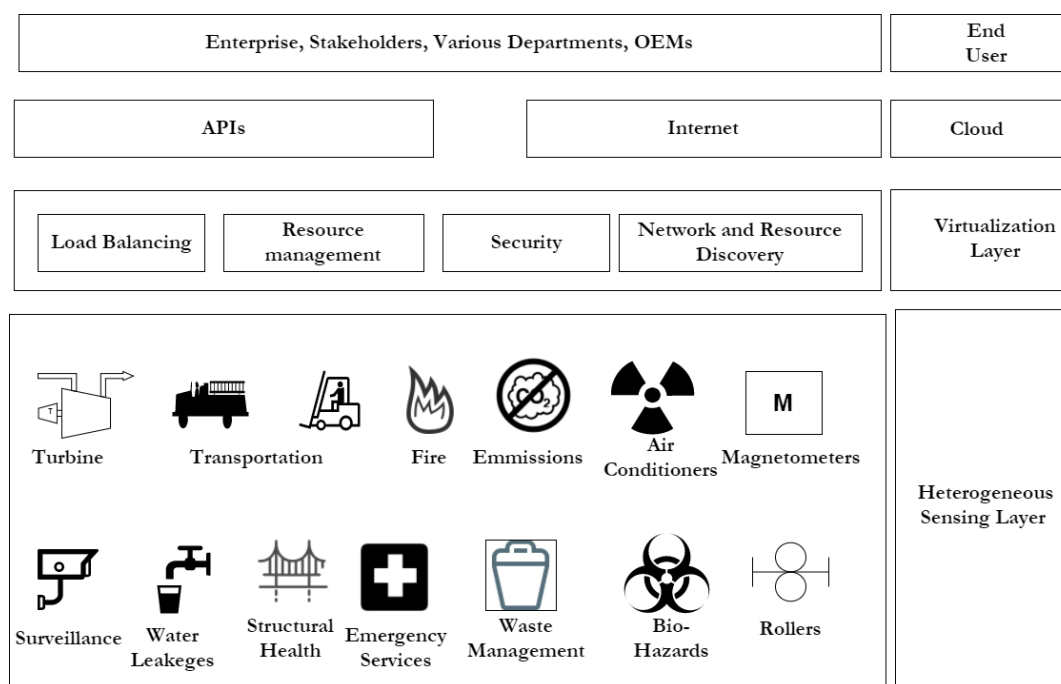 Enterprise, Stakeholders, Various Departments, OEMs
End
User
APIs
Internet
Cloud
Load Balancing
Resource
management
Security
Network and Resource
Discovery
Virtualization
Layer
T
M
Turbine
Transportation
Fire
CO2
Emmissions
Air
Conditioners
Magnetometers
Heterogeneous
Sensing Layer
Surveillance
Water
Leakeges
Structural
Health
Emergency
Services
Waste
Management
Bio-
Hazards
Rollers